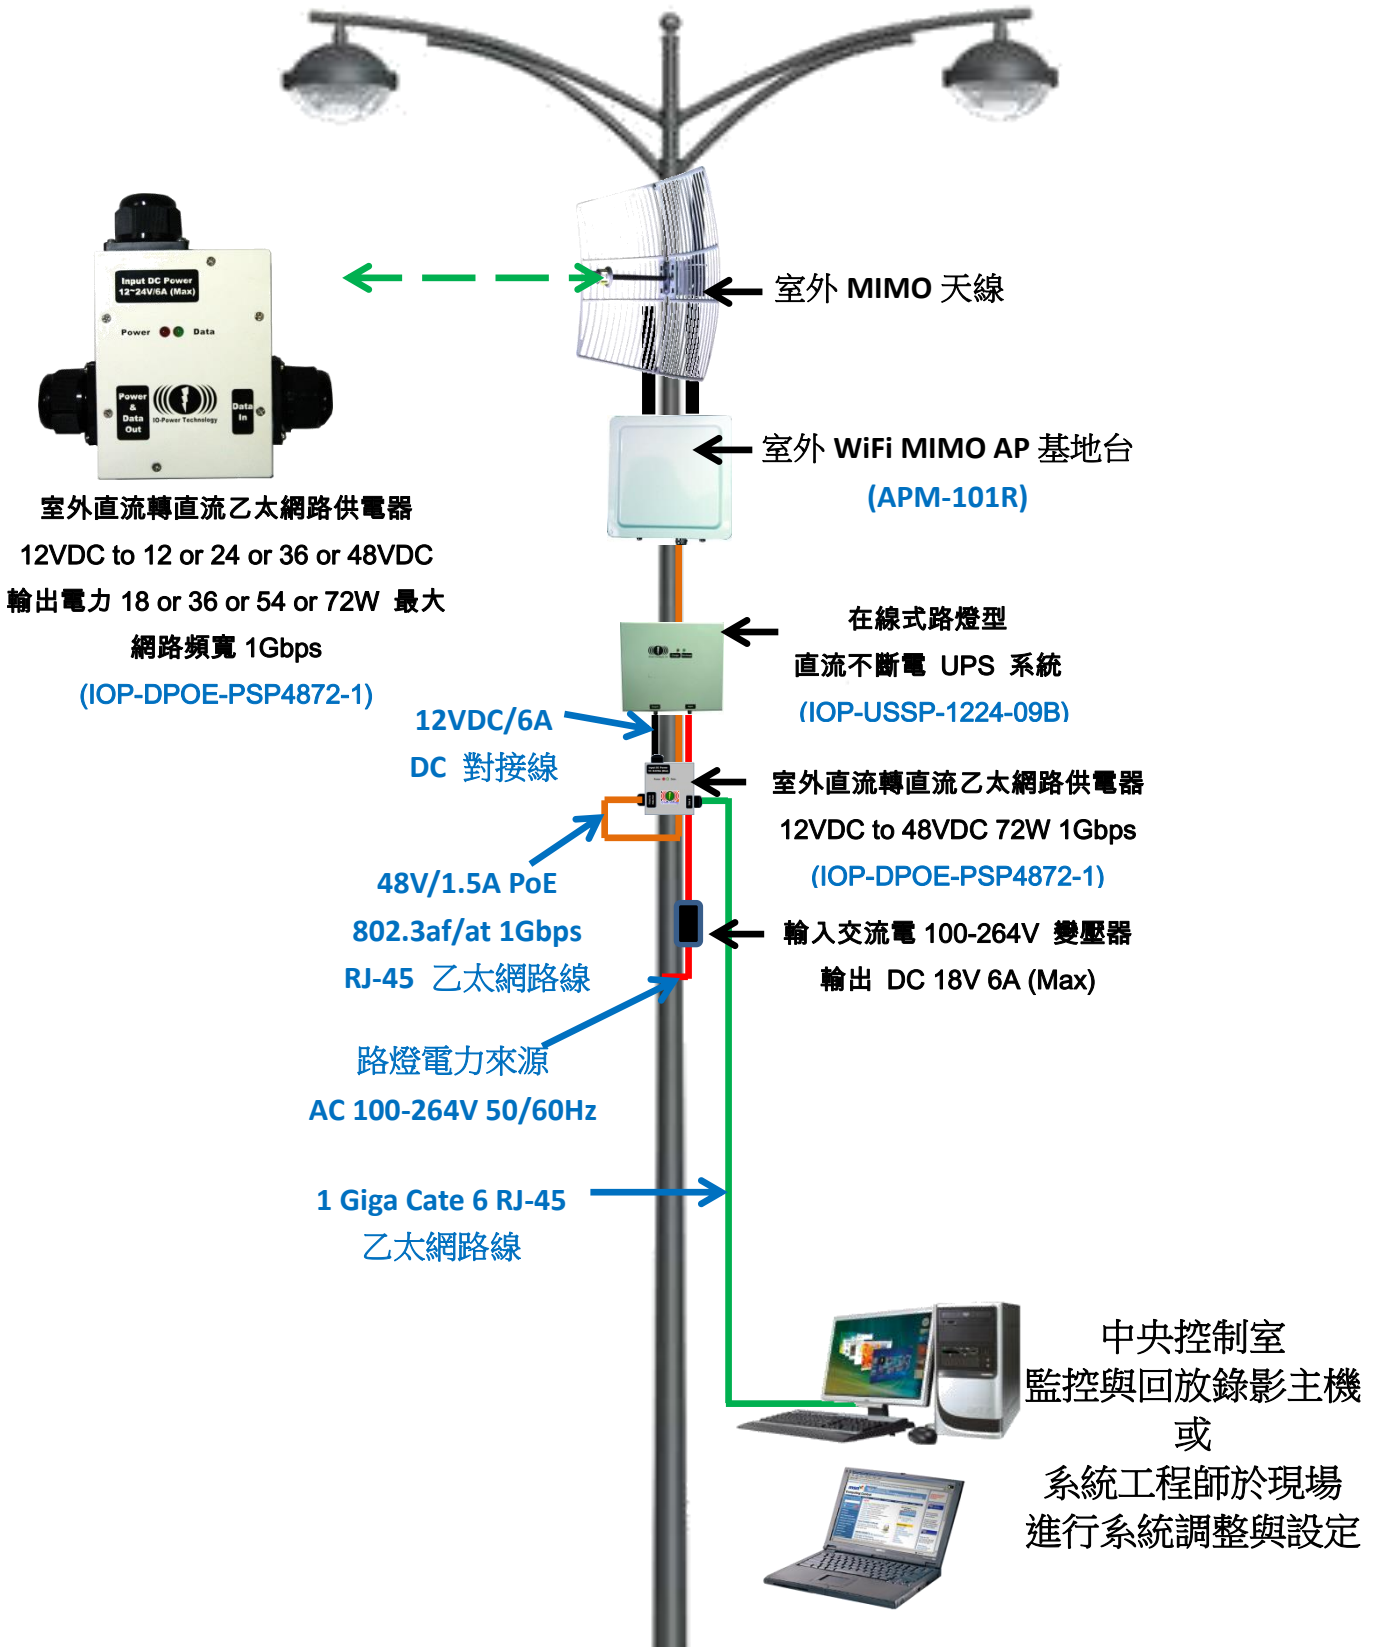 Input DC Power
12~24V/6A (Max)
Power
Data
Power
&
Data
Out
IO-Power Technology
Data
In
室外直流轉直流乙太網路供電器
12VDC to 12 or 24 or 36 or 48VDC
輸出電力 18 or 36 or 54 or 72W 最大
網路頻寬 1Gbps
(IOP-DPOE-PSP4872-1)
室外 MIMO 天線
室外 WiFi MIMO AP 基地台
(APM-101R)
在線式路燈型
直流不斷電 UPS 系統
(IOP-USSP-1224-09B)
12VDC/6A
DC 對接線
室外直流轉直流乙太網路供電器
12VDC to 48VDC 72W 1Gbps
(IOP-DPOE-PSP4872-1)
48V/1.5A PoE
802.3af/at 1Gbps
RJ-45 乙太網路線
輸入交流電 100-264V 變壓器
輸出 DC 18V 6A (Max)
路燈電力來源
AC 100-264V 50/60Hz
1 Giga Cate 6 RJ-45
乙太網路線
中央控制室
監控與回放錄影主機
或
系統工程師於現場
進行系統調整與設定